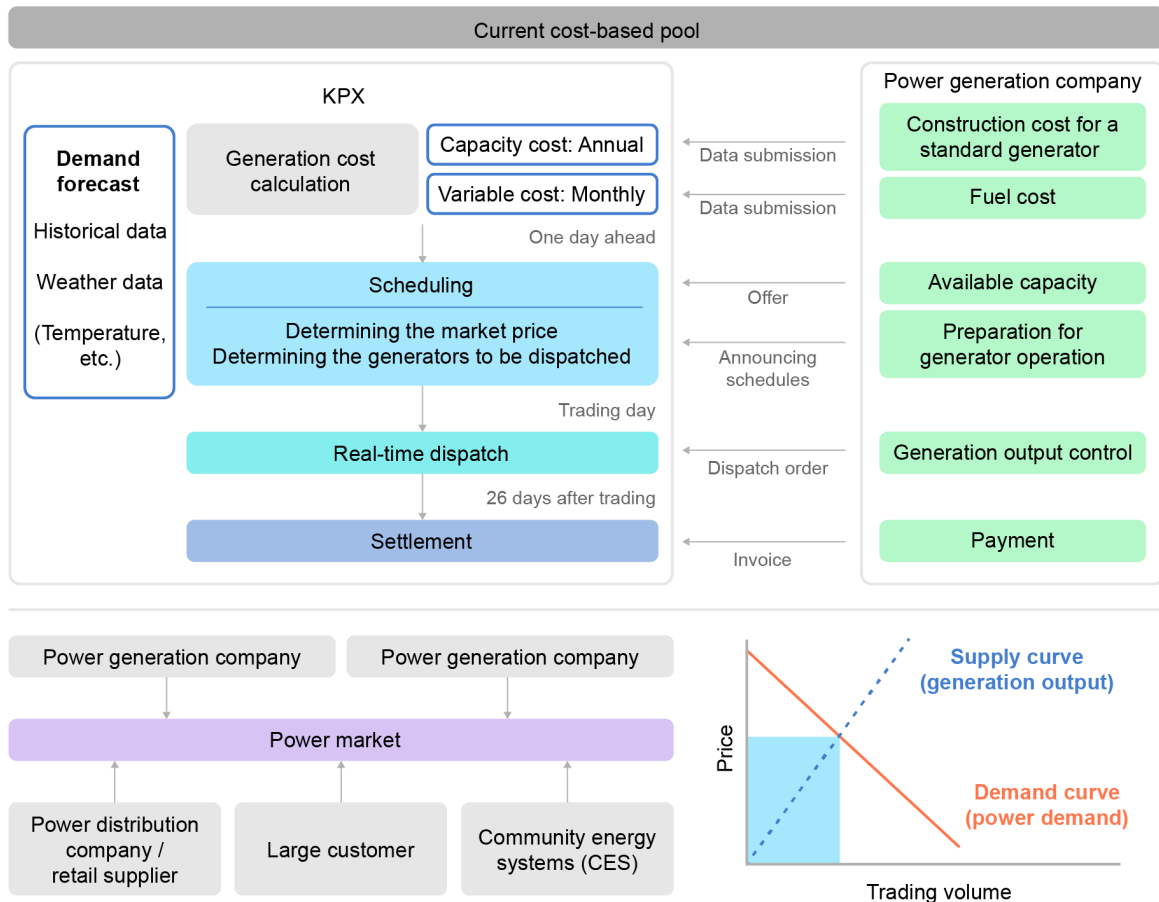 Current cost-based pool
KPX
Demand
forecast
Historical data
Weather data
(Temperature,
etc.)
Generation cost
calculation
Capacity cost: Annual
Variable cost: Monthly
One day ahead
Scheduling
Determining the market price
Determining the generators to be dispatched
Trading day
Real-time dispatch
26 days after trading
Settlement
Data submission
Data submission
Offer
Announcing
schedules
Dispatch order
Invoice
Power generation company
Construction cost for a
standard generator
Fuel cost
Available capacity
Preparation for
generator operation
Generation output control
Payment
Power generation company
Power generation company
Power market
Power distribution
company /
retail supplier
Large customer
Community energy
systems (CES)
Price
Supply curve
(generation output)
Demand curve
(power demand)
Trading volume